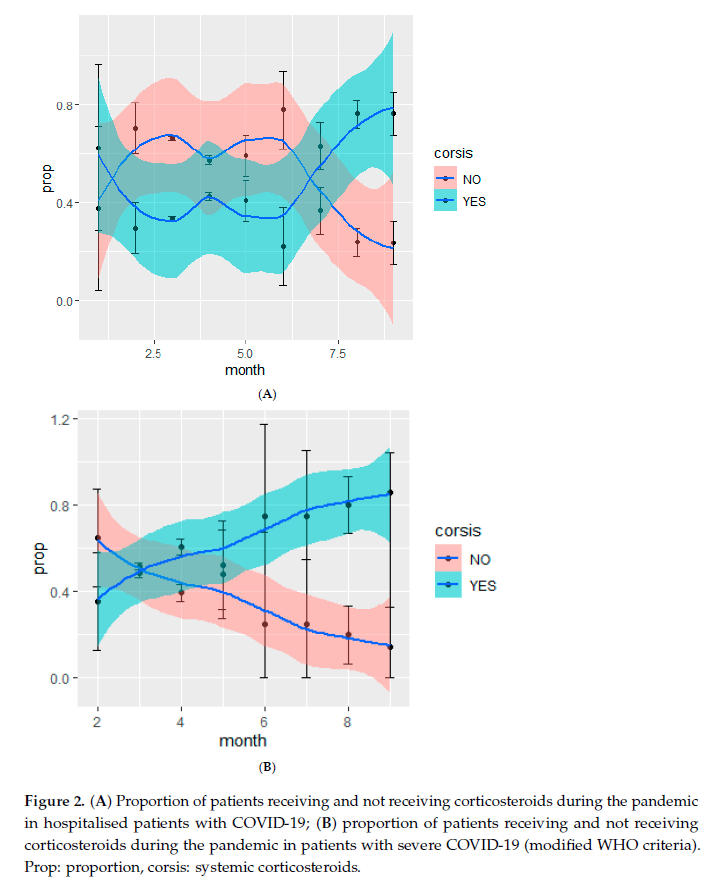 0.8
0.4
0.0
prop
2.5
5.0
7.5
month
corsis
NO
YES
(A)
1.2
0.8
0.4
0.0
prop
2
4
6
8
month
corsis
NO
YES
(B)
Figure 2. (A) Proportion of patients receiving and not receiving corticosteroids during the pandemic
in hospitalised patients with COVID-19; (B) proportion of patients receiving and not receiving
corticosteroids during the pandemic in patients with severe COVID-19 (modified WHO criteria).
Prop: proportion, corsis: systemic corticosteroids.